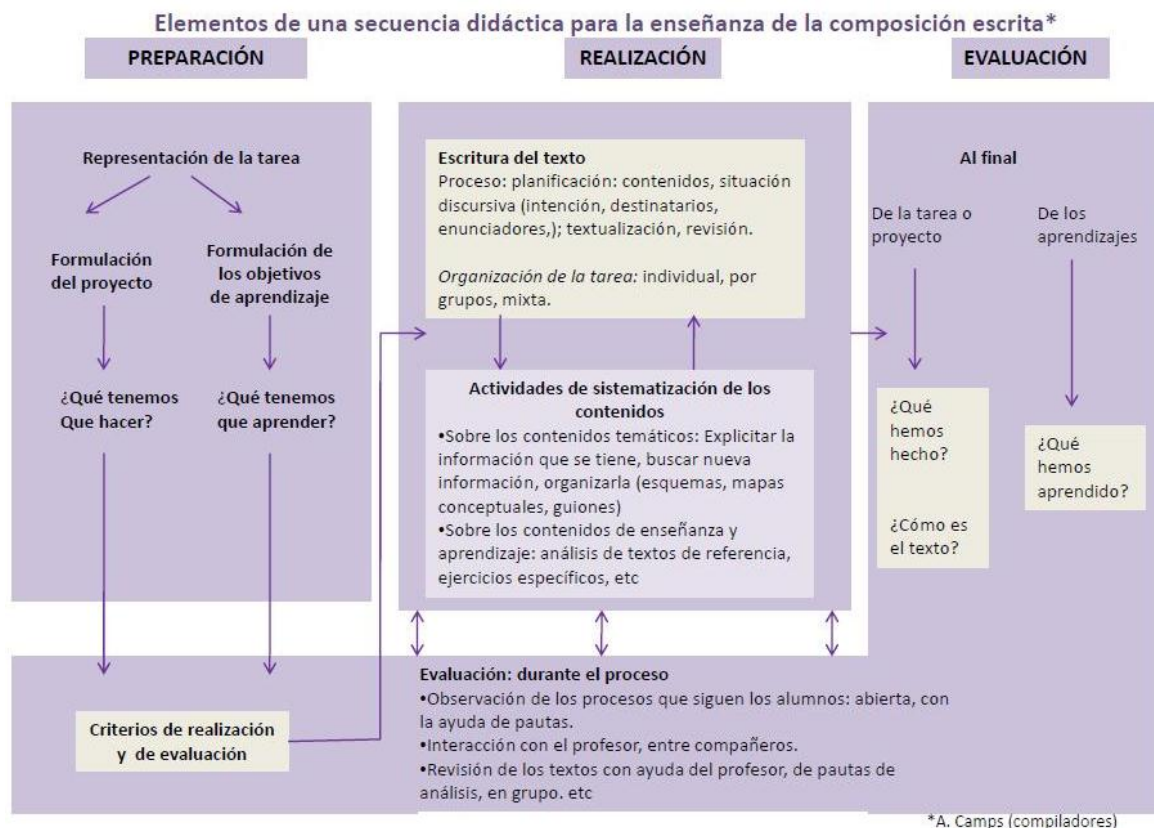 Elementos de una secuencia didáctica para la enseñanza de la composición escrita*
PREPARACIÓN
REALIZACIÓN
EVALUACIÓN
Representación de la tarea
Formulación
del proyecto
Formulación de
los objetivos
de aprendizaje
¿Qué tenemos
Que hacer?
¿Qué tenemos
que aprender?
Criterios de realización
y de evaluación
Escritura del texto
Proceso: planificación: contenidos, situación
discursiva (intención, destinatarios,
enunciadores,); textualización, revisión.
Organización de la tarea: individual, por
grupos, mixta.
Actividades de sistematización de los
contenidos
•Sobre los contenidos temáticos: Explicitar la
información que se tiene, buscar nueva
información, organizarla (esquemas, mapas
conceptuales, guiones)
•Sobre los contenidos de enseñanza y
aprendizaje: análisis de textos de referencia,
ejercicios específicos, etc
Evaluación: durante el proceso
•Observación de los procesos que siguen los alumnos: abierta, con
la ayuda de pautas.
•Interacción con el profesor, entre compañeros.
•Revisión de los textos con ayuda del profesor, de pautas de
análisis, en grupo. etc
Al final
De la tarea o
proyecto
De los
aprendizajes
¿Qué
hemos
hecho?
¿Cómo es
el texto?
¿Qué
hemos
aprendido?
*A. Camps (compiladores)